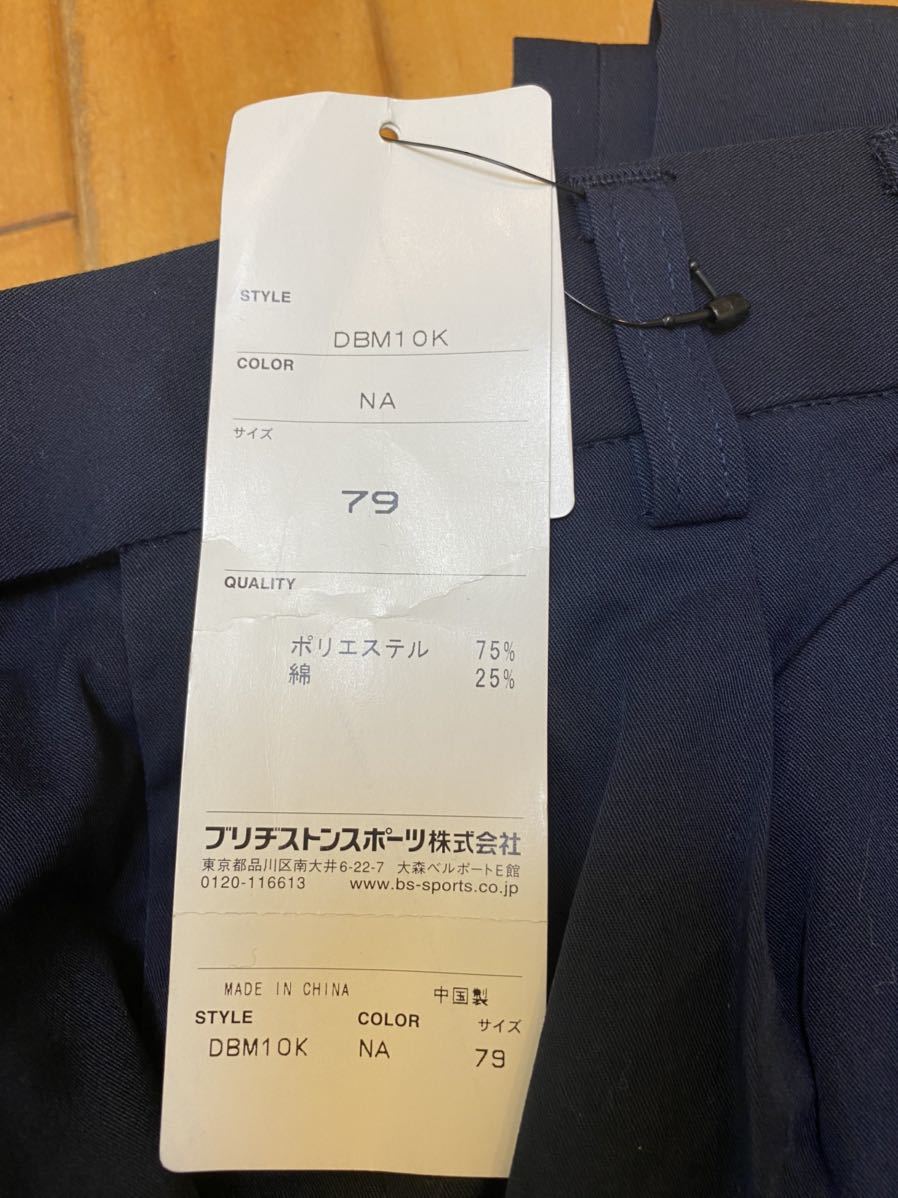 STYLE
DBM10K
COLOR
NA
サイズ
79
QUALITY
ポリエステル 75%
綿 25%
ブリヂストンスポーツ株式会社
東京都品川区南大井6-22-7 大森ベルポートE館
0120-116613 www.bs-sports.co.jp
MADE IN CHINA 中国製
STYLE COLOR サイズ
DBM10K NA 79